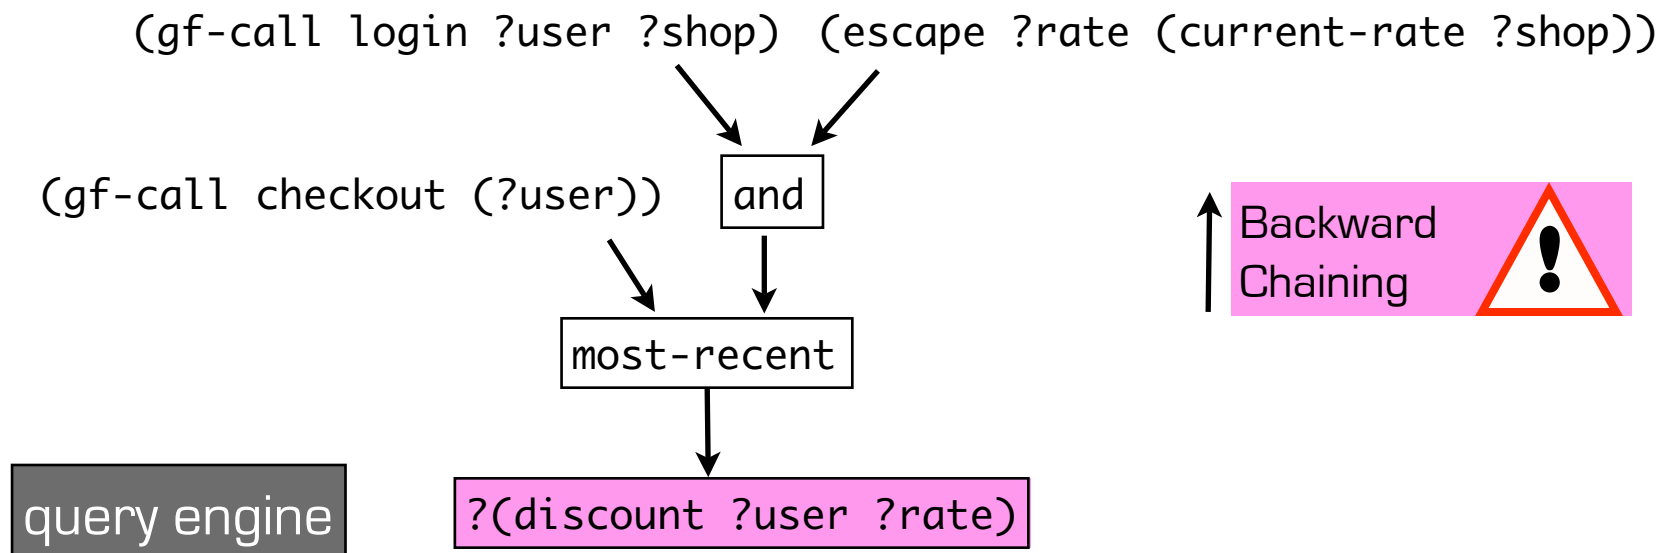 (gf-call login ?user ?shop) (escape ?rate (current-rate ?shop))
(gf-call checkout (?user))
and
Backward
Chaining
!
most-recent
query engine
?(discount ?user ?rate)